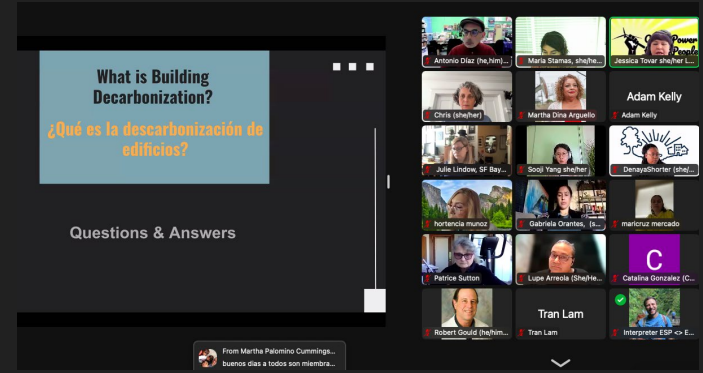 What is Building
Decarbonization?
¿Qué es la descarbonización de
edificios?
Questions & Answers
From Martha Palomino Cummings...
buenos dias a todos son miembra...
Antonio Díaz (he,him)...
Maria Stamas, she/he...
Power
People
Jessica Tovar she/her L...
Chris (she/her)
Martha Dina Arguello
Adam Kelly
Adam Kelly
Julie Lindow, SF Bay...
Sooji Yang she/her
DenayaShorter (she/...
hortencia munoz
Gabriela Orantes, (s...
maricruz mercado
Patrice Sutton
Lupe Arreola (She/He...
C
Catalina Gonzalez (C...
Robert Gould (he/him...
Tran Lam
Tran Lam
Interpreter ESP <> E...